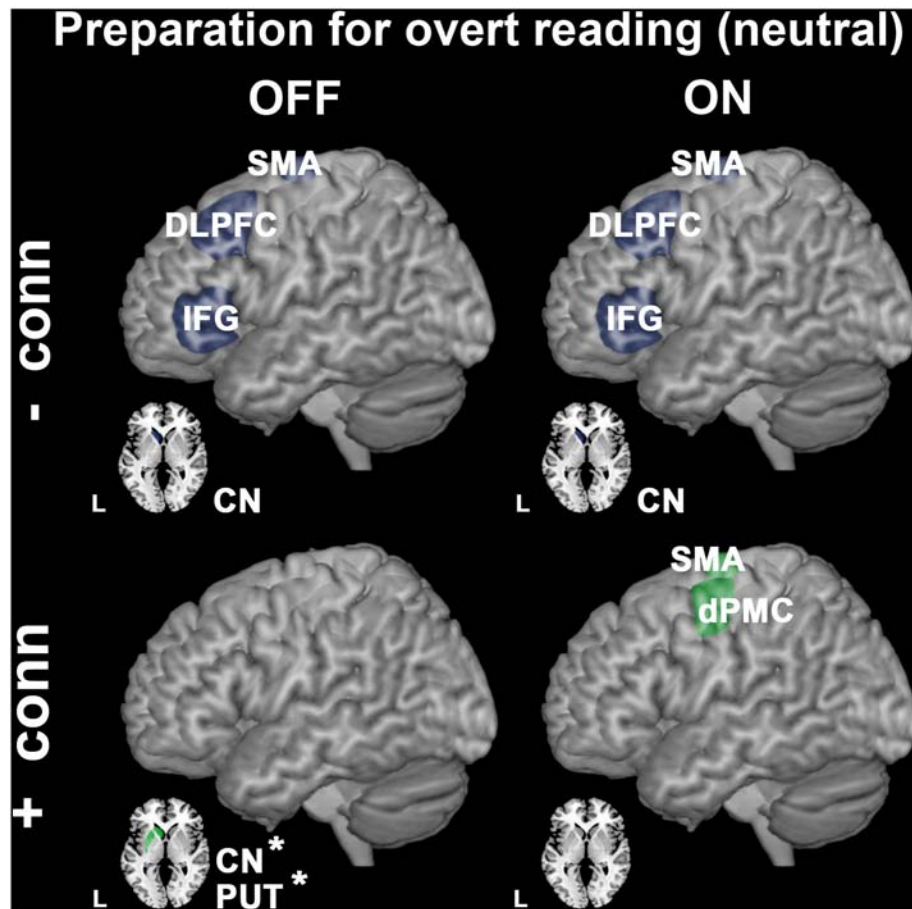 Preparation for overt reading (neutral)
OFF
ON
- conn
SMA
DLPFC
IFG
L
CN
SMA
DLPFC
IFG
L
CN
+ conn
L
CN*
PUT*
SMA
dPMC
L